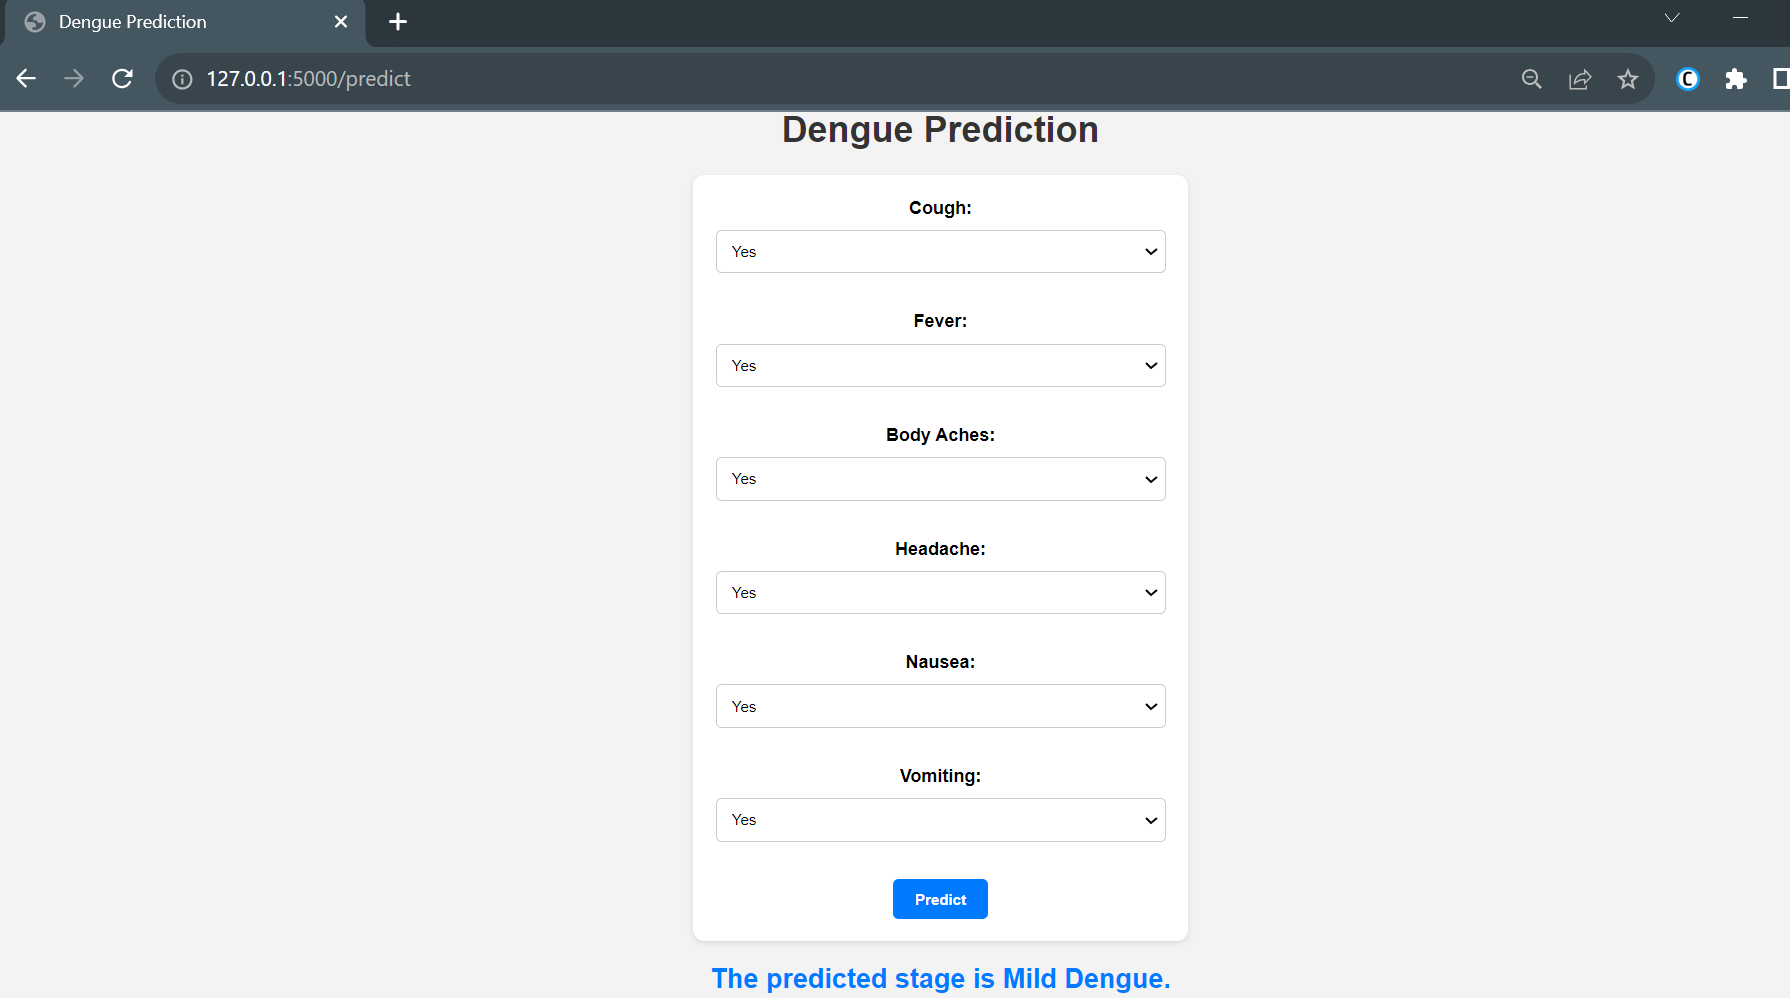 Dengue Prediction
127.0.0.1:5000/predict
Dengue Prediction
Cough:
Yes
Fever:
Yes
Body Aches:
Yes
Headache:
Yes
Nausea:
Yes
Vomiting:
Yes
Predict
The predicted stage is Mild Dengue.